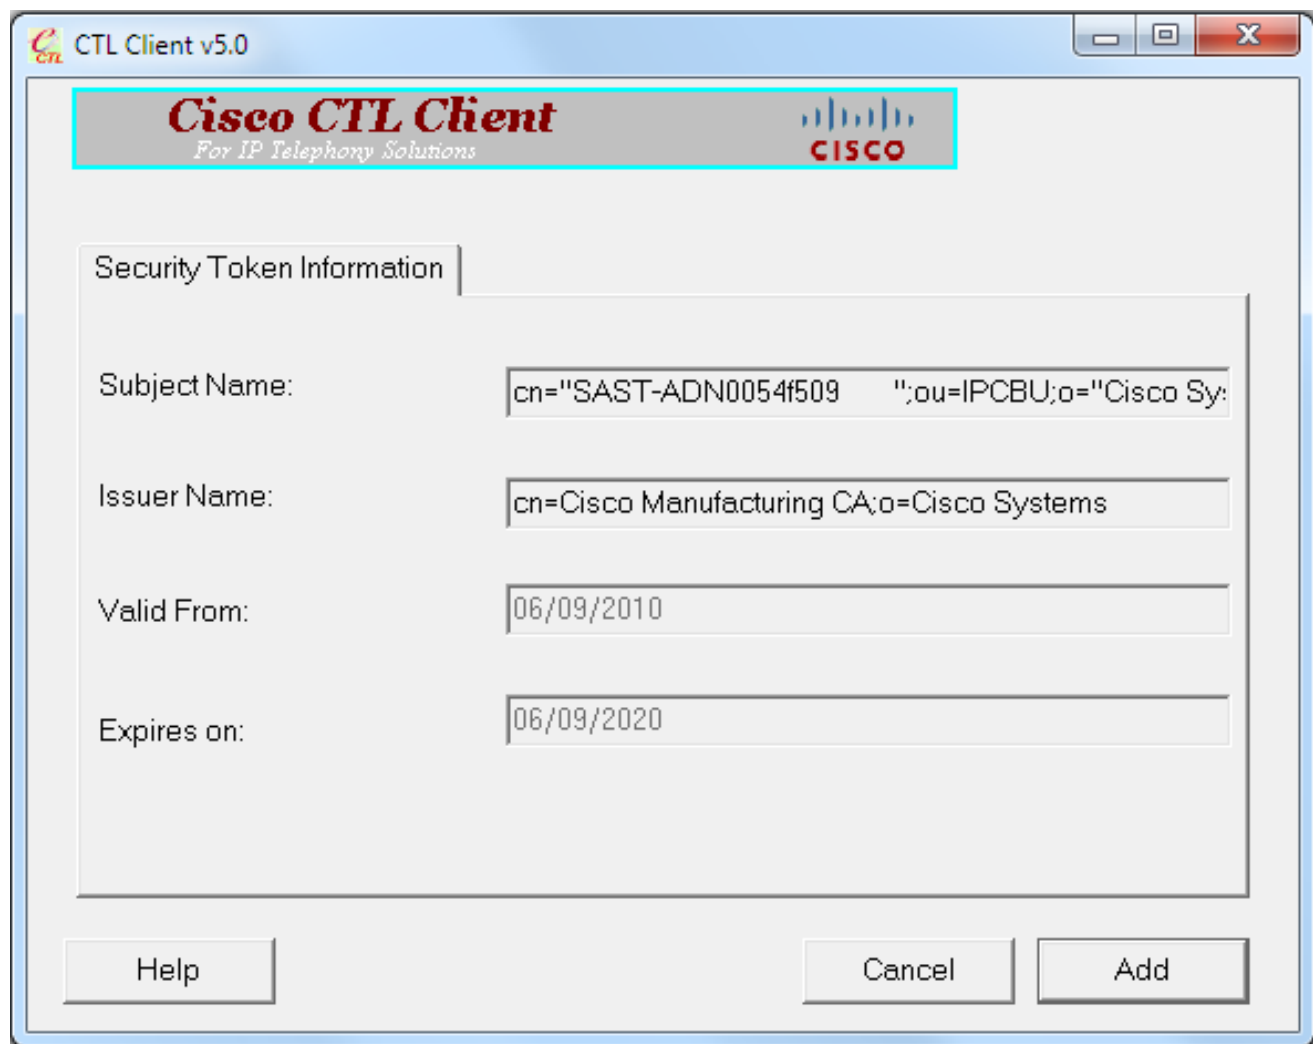 CTL Client v5.0
Cisco CTL Client
For IP Telephony Solutions
CISCO
Security Token Information
Subject Name:
cn="SAST-ADN0054f509      ";ou=IPCBU;o="Cisco Sys
Issuer Name:
cn=Cisco Manufacturing CA;o=Cisco Systems
Valid From:
06/09/2010
Expires on:
06/09/2020
Help
Cancel
Add